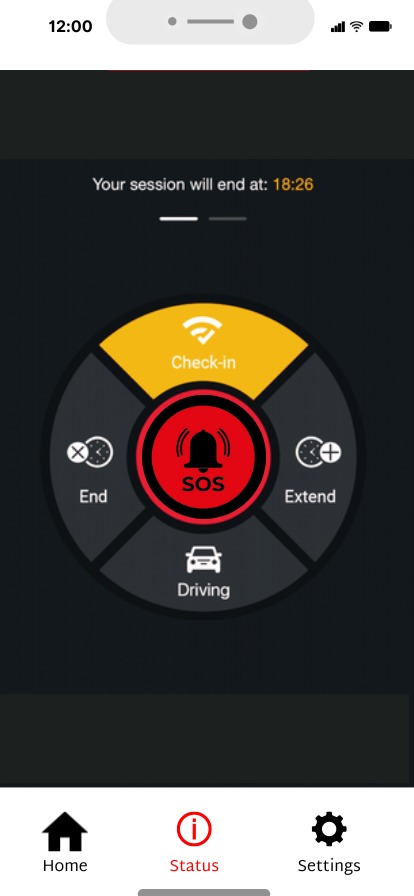 12:00
Your session will end at: 18:26
Check-in
End
SOS
Extend
Driving
Home
Status
Settings